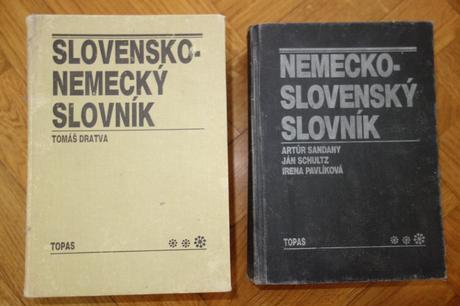 SLOVENSKO-
NEMECKÝ
SLOVNÍK
TOMÁŠ DRATVA
TOPAS
NEMECKO-
SLOVENSKÝ
SLOVNÍK
ARTÚR SANDANY
JÁN SCHULTZ
IRENA PAVLÍKOVÁ
TOPAS